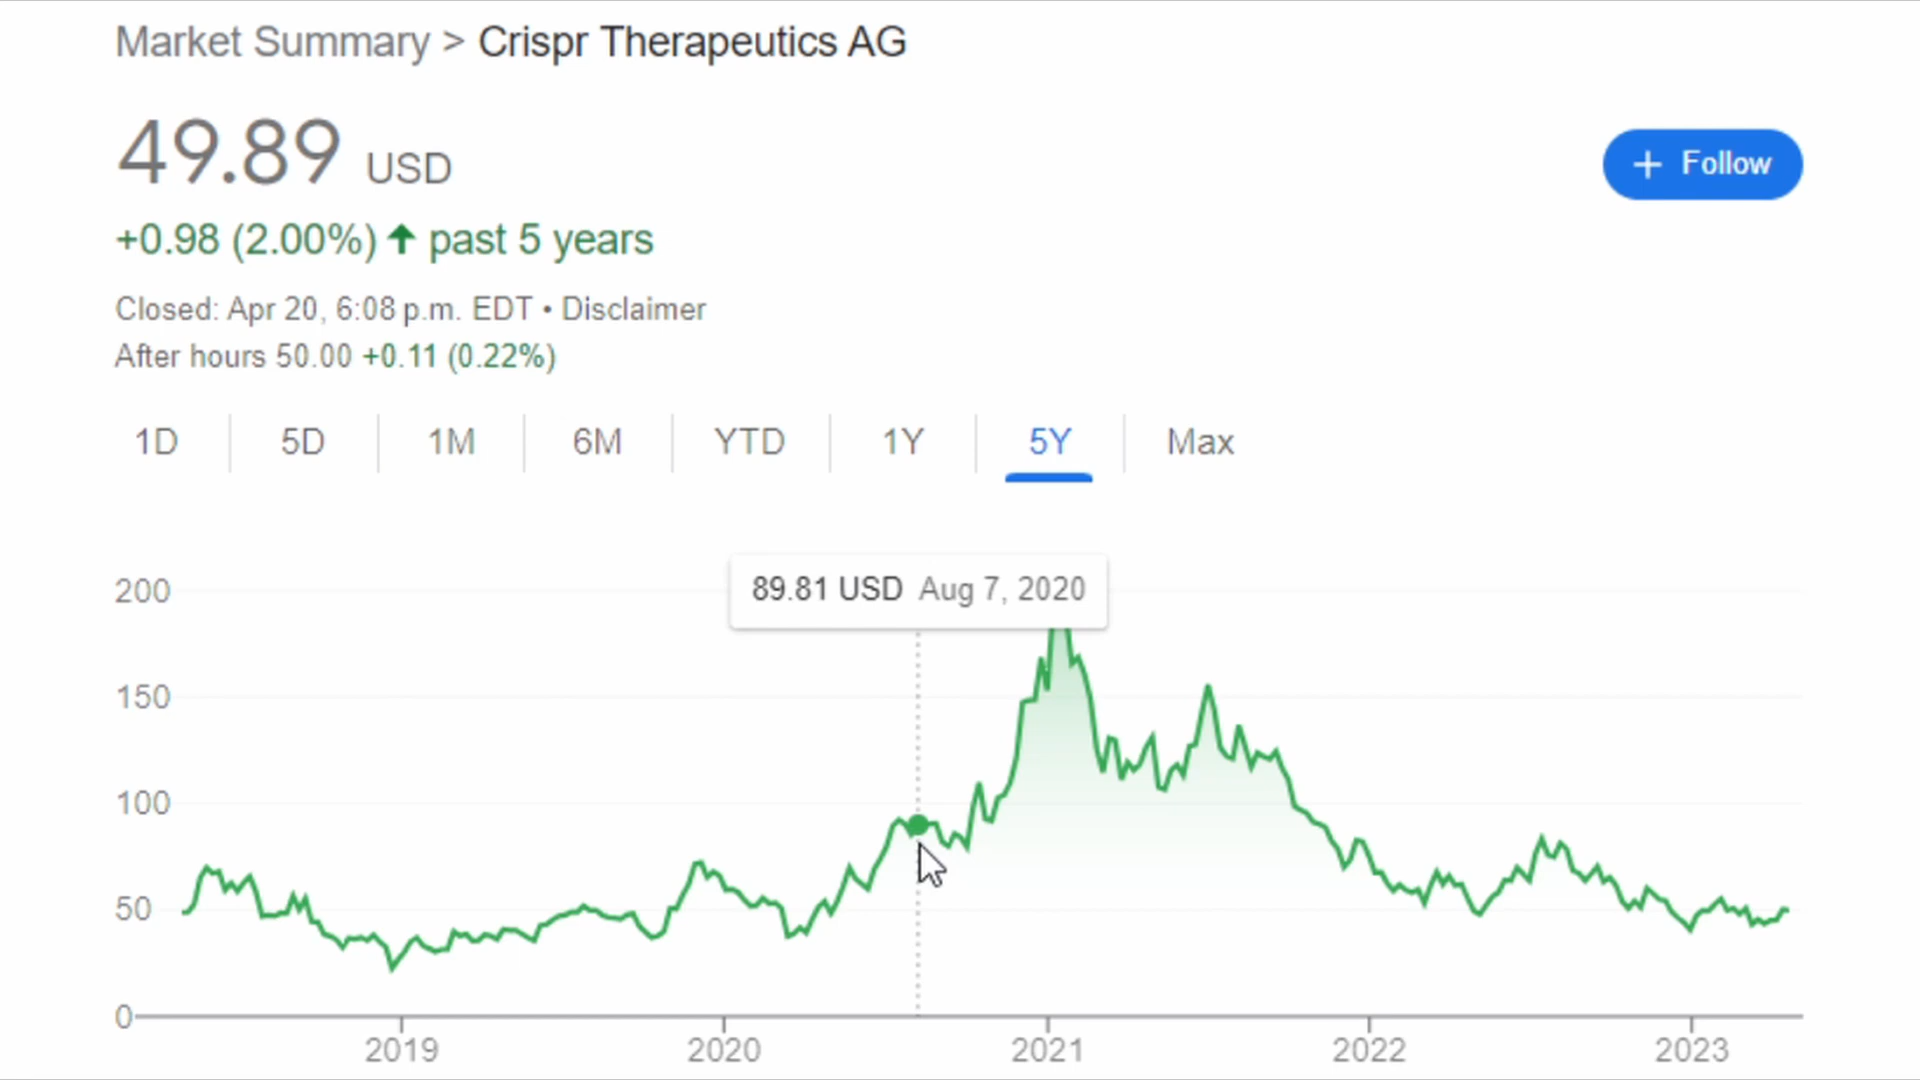 Market Summary > Crispr Therapeutics AG
49.89 USD
+ Follow
+0.98 (2.00%) ↑ past 5 years
Closed: Apr 20, 6:08 p.m. EDT • Disclaimer
After hours 50.00 +0.11 (0.22%)
1D 5D 1M 6M YTD 1Y 5Y Max
89.81 USD Aug 7, 2020
200
150
100
50
0
2019 2020 2021 2022 2023